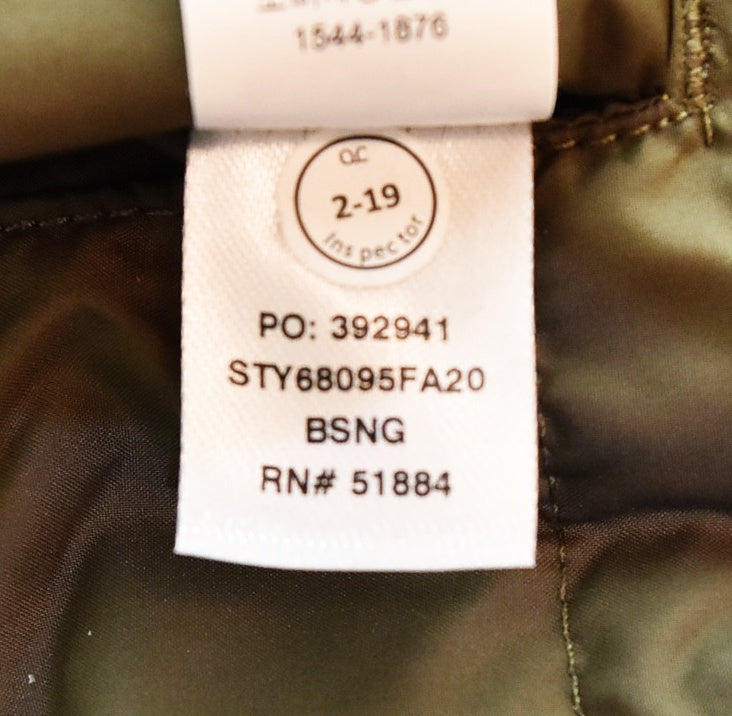 1544-1876
QC
2-19
Inspector
PO: 392941
STY68095FA20
BSNG
RN# 51884